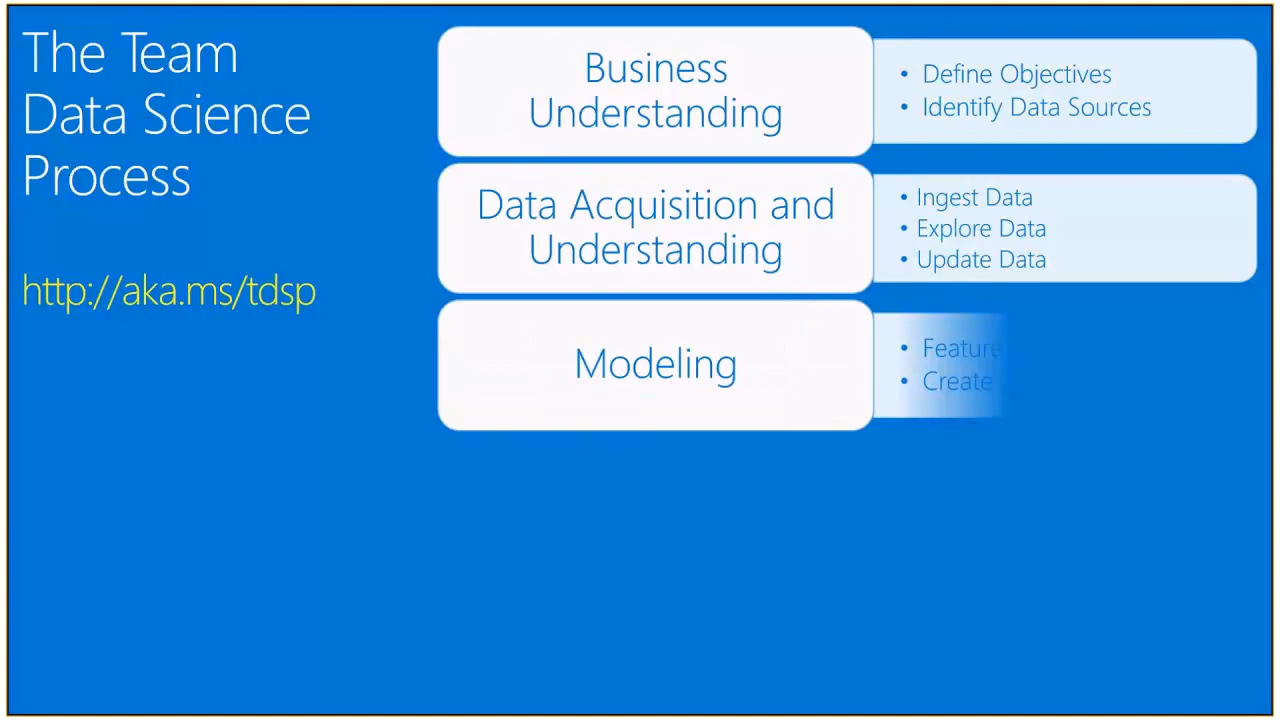 The Team
Data Science
Process
http://aka.ms/tdsp
Business
Understanding
• Define Objectives
• Identify Data Sources
Data Acquisition and
Understanding
• Ingest Data
• Explore Data
• Update Data
Modeling
• Feature
• Create